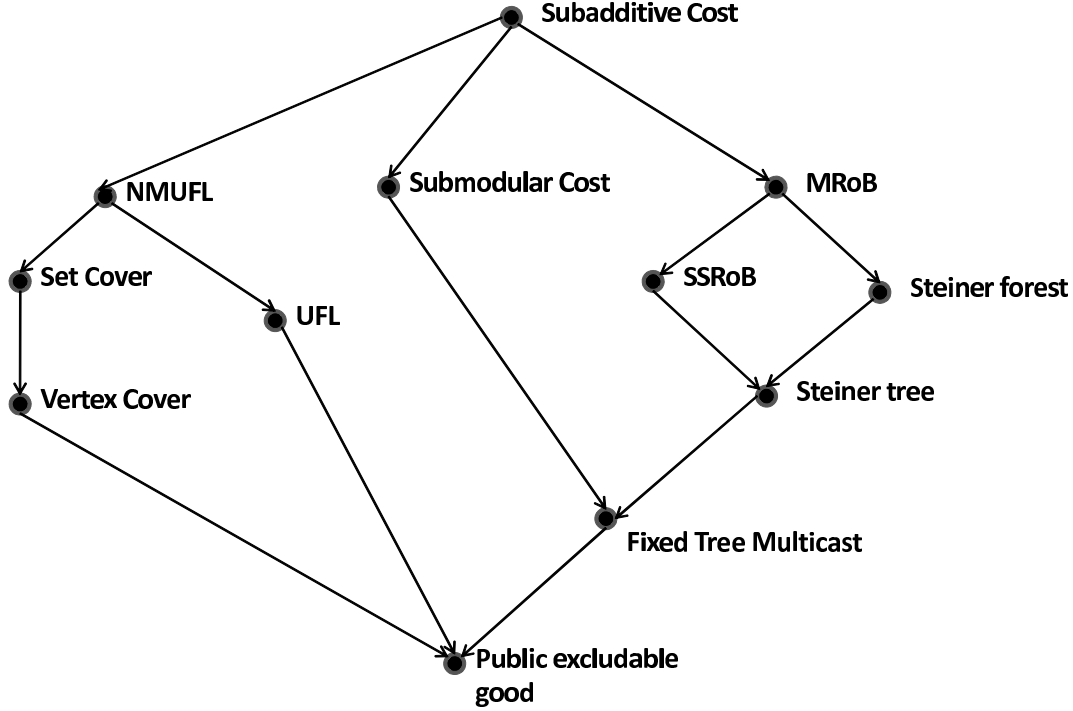 Subadditive Cost
NMUFL
Submodular Cost
MRoB
Set Cover
SSRoB
Steiner forest
UFL
Vertex Cover
Steiner tree
Fixed Tree Multicast
Public excludable
good